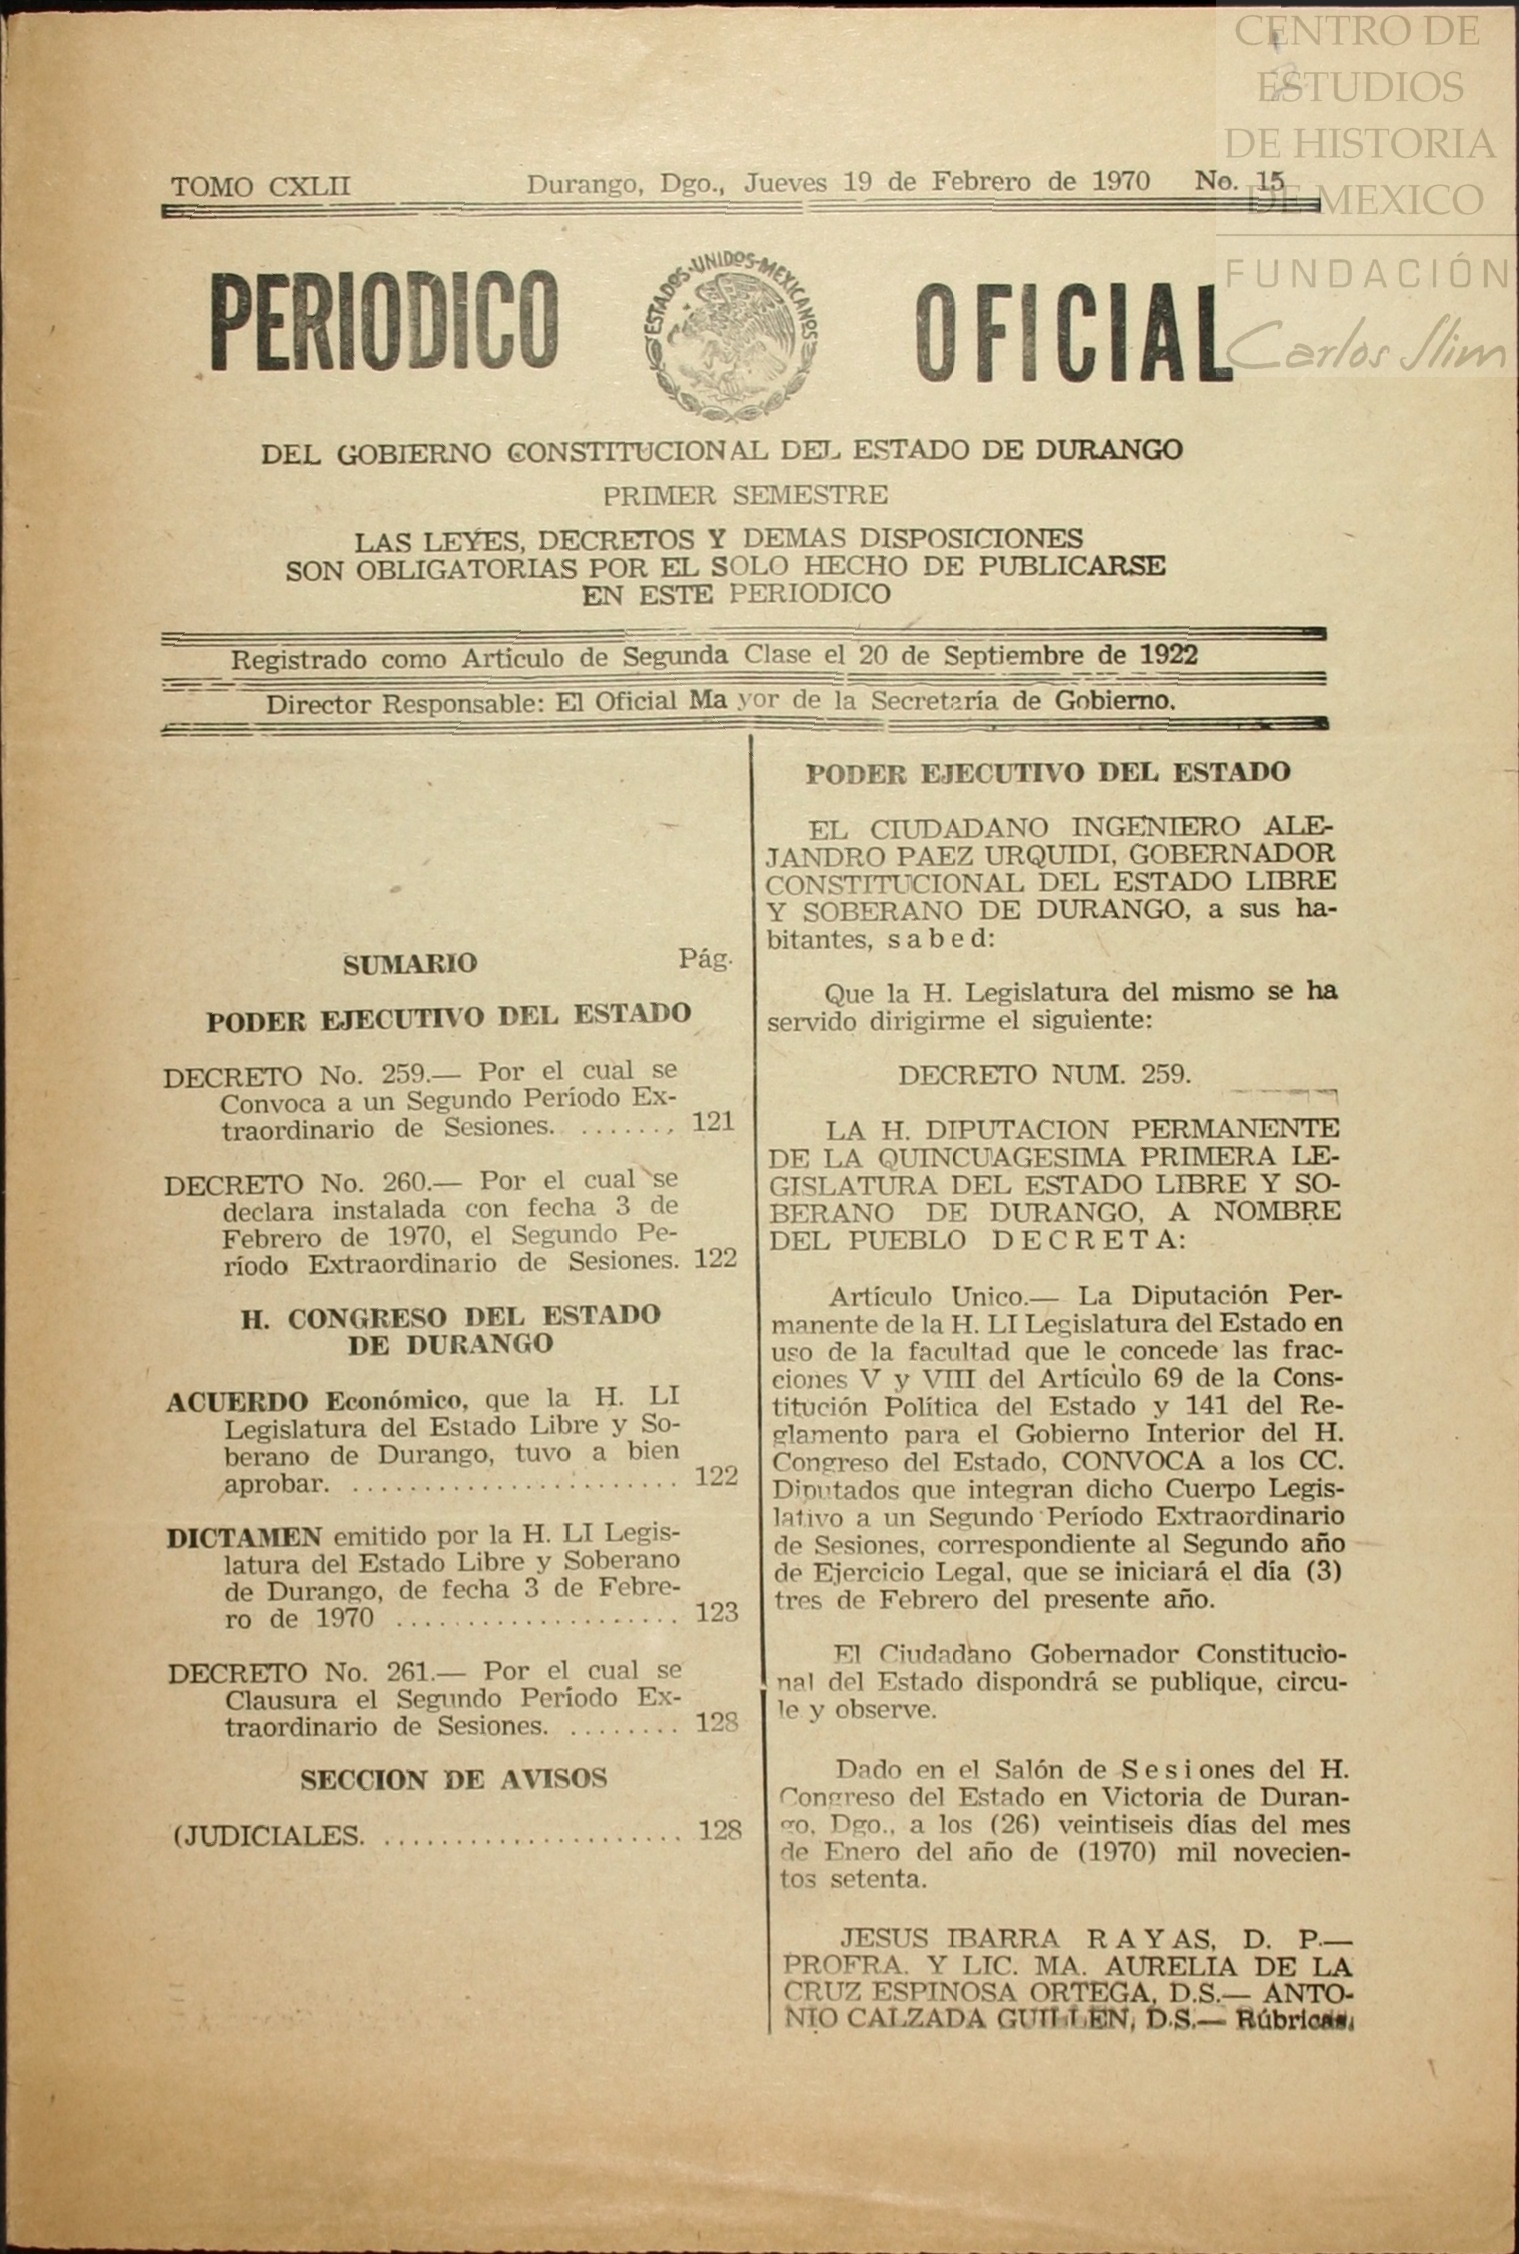 CENTRO DE
ESTUDIOS
DE HISTORIA
DE MEXICO
FUNDACIÓN
Carlos Slim
TOMO CXLII Durango, Dgo., Jueves 19 de Febrero de 1970 No. 15
PERIODICO OFICIAL
ESTADOS UNIDOS MEXICANOS
DEL GOBIERNO CONSTITUCIONAL DEL ESTADO DE DURANGO
PRIMER SEMESTRE
LAS LEYES, DECRETOS Y DEMAS DISPOSICIONES
SON OBLIGATORIAS POR EL SOLO HECHO DE PUBLICARSE
EN ESTE PERIODICO
Registrado como Artículo de Segunda Clase el 20 de Septiembre de 1922
Director Responsable: El Oficial Mayor de la Secretaría de Gobierno.
SUMARIO Pág.
PODER EJECUTIVO DEL ESTADO
DECRETO No. 259.— Por el cual se
Convoca a un Segundo Período Ex-
traordinario de Sesiones. ........ 121
DECRETO No. 260.— Por el cual se
declara instalada con fecha 3 de
Febrero de 1970, el Segundo Pe-
ríodo Extraordinario de Sesiones. 122
H. CONGRESO DEL ESTADO
DE DURANGO
ACUERDO Económico, que la H. LI
Legislatura del Estado Libre y So-
berano de Durango, tuvo a bien
aprobar. ....................... 122
DICTAMEN emitido por la H. LI Legis-
latura del Estado Libre y Soberano
de Durango, de fecha 3 de Febre-
ro de 1970 .................... 123
DECRETO No. 261.— Por el cual se
Clausura el Segundo Período Ex-
traordinario de Sesiones. ........ 128
SECCION DE AVISOS
(JUDICIALES. ..................... 128
PODER EJECUTIVO DEL ESTADO
EL CIUDADANO INGENIERO ALE-
JANDRO PAEZ URQUIDI, GOBERNADOR
CONSTITUCIONAL DEL ESTADO LIBRE
Y SOBERANO DE DURANGO, a sus ha-
bitantes, s a b e d:
Que la H. Legislatura del mismo se ha
servido dirigirme el siguiente:
DECRETO NUM. 259.
LA H. DIPUTACION PERMANENTE
DE LA QUINCUAGESIMA PRIMERA LE-
GISLATURA DEL ESTADO LIBRE Y SO-
BERANO DE DURANGO, A NOMBRE
DEL PUEBLO D E C R E T A:
Artículo Unico.— La Diputación Per-
manente de la H. LI Legislatura del Estado en
uso de la facultad que le concede las frac-
ciones V y VIII del Artículo 69 de la Cons-
titución Política del Estado y 141 del Re-
glamento para el Gobierno Interior del H.
Congreso del Estado, CONVOCA a los CC.
Diputados que integran dicho Cuerpo Legis-
lativo a un Segundo Período Extraordinario
de Sesiones, correspondiente al Segundo año
de Ejercicio Legal, que se iniciará el día (3)
tres de Febrero del presente año.
El Ciudadano Gobernador Constitucio-
nal del Estado dispondrá se publique, circu-
le y observe.
Dado en el Salón de S e s i ones del H.
Congreso del Estado en Victoria de Duran-
go, Dgo., a los (26) veintiseis días del mes
de Enero del año de (1970) mil novecien-
tos setenta.
JESUS IBARRA R A Y AS, D. P.—
PROFRA. Y LIC. MA. AURELIA DE LA
CRUZ ESPINOSA ORTEGA, D.S.— ANTO-
NIO CALZADA GUILLEN, D.S.— Rúbricas.